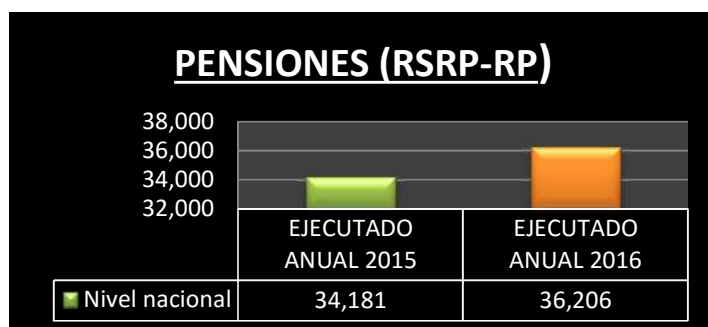 PENSIONES (RSRP-RP)
38,000
36,000
34,000
32,000
EJECUTADO ANUAL 2015
EJECUTADO ANUAL 2016
Nivel nacional 34,181 36,206